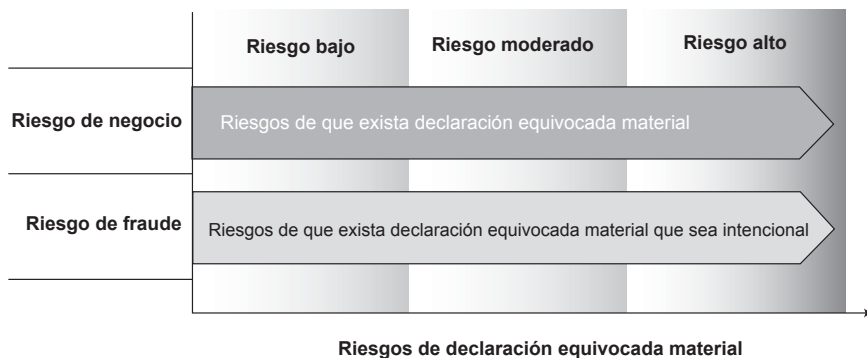 Riesgo bajo
Riesgo moderado
Riesgo alto
Riesgo de negocio
Riesgos de que exista declaración equivocada material
Riesgo de fraude
Riesgos de que exista declaración equivocada material que sea intencional
Riesgos de declaración equivocada material